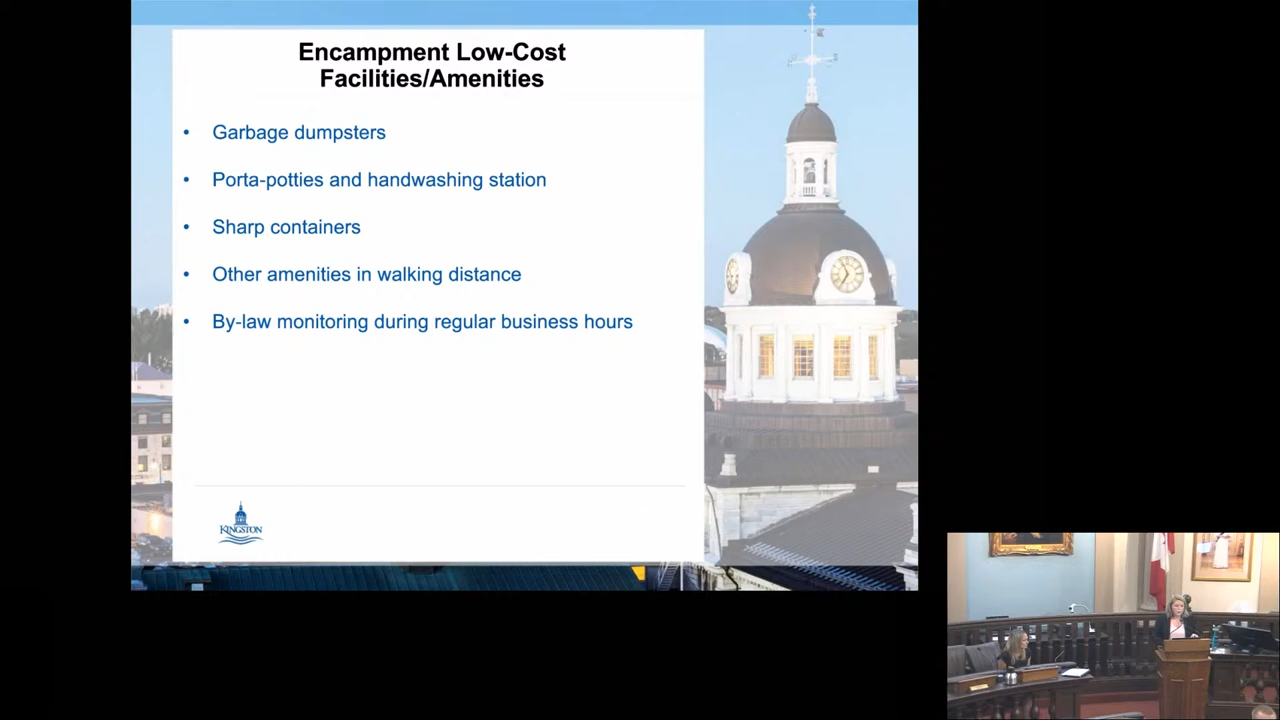 Encampment Low-Cost
Facilities/Amenities
• Garbage dumpsters
• Porta-potties and handwashing station
• Sharp containers
• Other amenities in walking distance
• By-law monitoring during regular business hours
KINGSTON